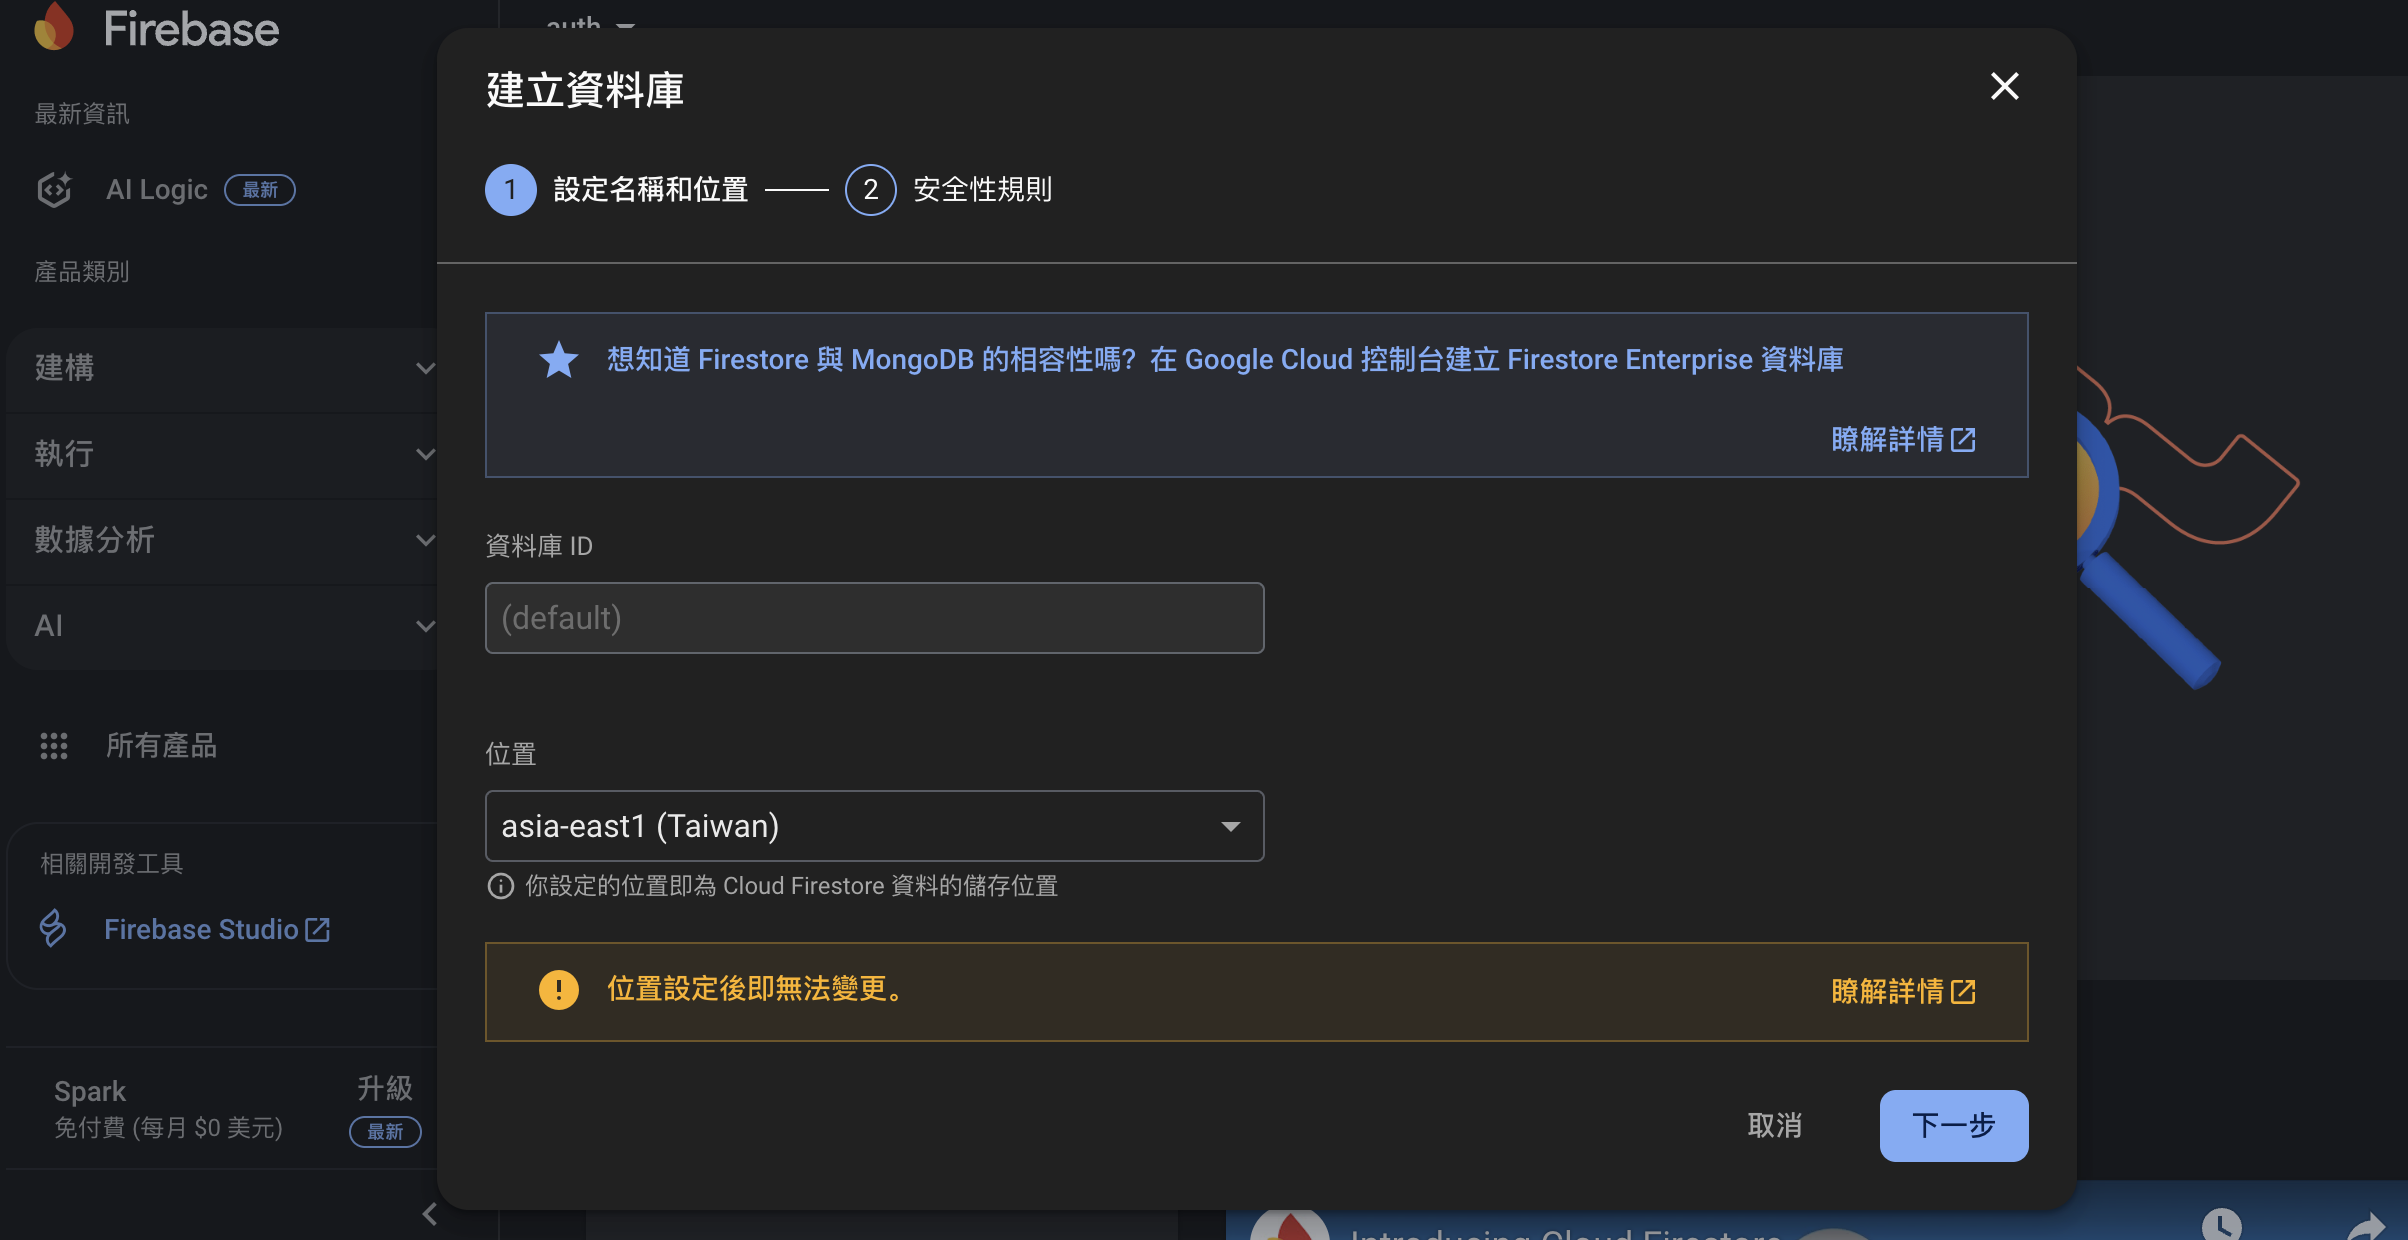 Firebase
最新資訊
AI Logic 最新
產品類別
建構
執行
數據分析
AI
所有產品
相關開發工具
Firebase Studio
Spark
免付費 (每月 $0 美元)
升級
最新
auth
建立資料庫
1 設定名稱和位置
2 安全性規則
想知道 Firestore 與 MongoDB 的相容性嗎? 在 Google Cloud 控制台建立 Firestore Enterprise 資料庫
瞭解詳情
資料庫 ID
(default)
位置
asia-east1 (Taiwan)
你設定的位置即為 Cloud Firestore 資料的儲存位置
位置設定後即無法變更。
瞭解詳情
取消
下一步
Introducing Cloud Firestore